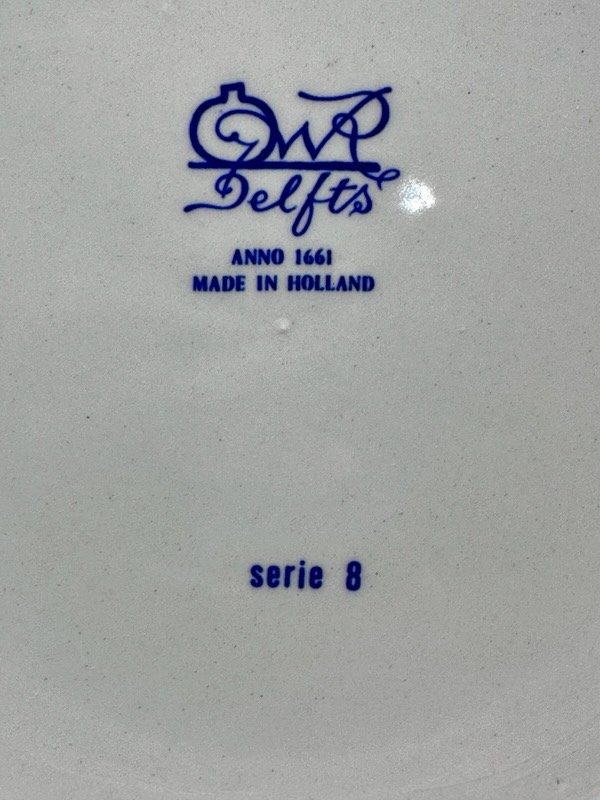 Delfts
ANNO 1661
MADE IN HOLLAND
serie 8